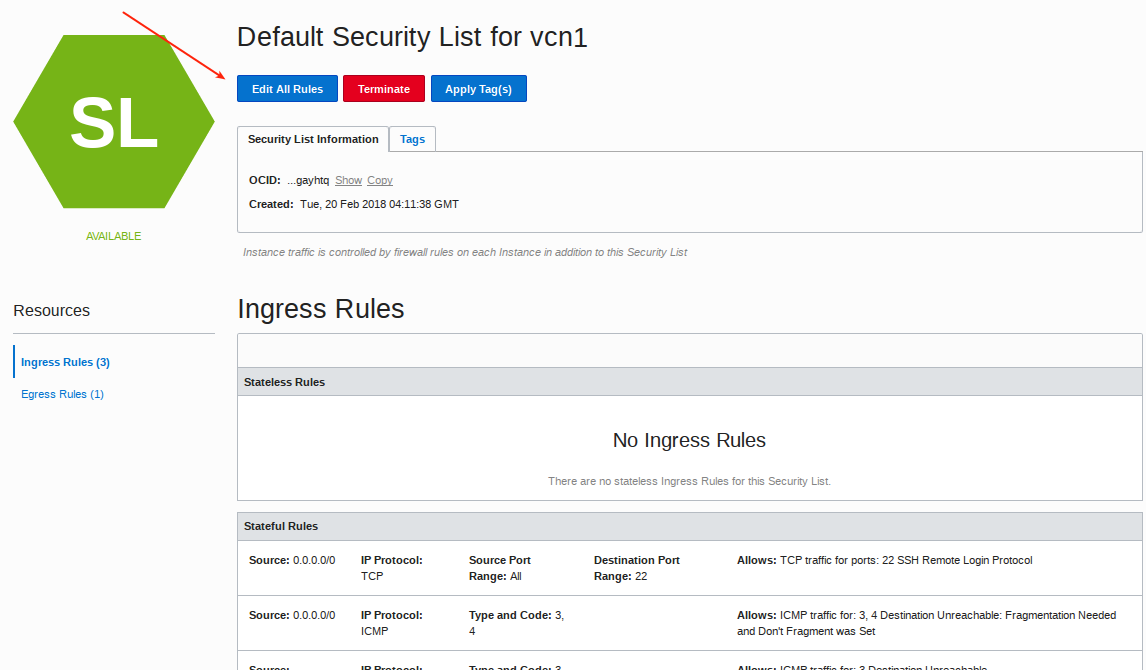 Default Security List for vcn1
SL
Edit All Rules Terminate Apply Tag(s)
Security List Information Tags
OCID: ...gayhtq Show Copy
Created: Tue, 20 Feb 2018 04:11:38 GMT
AVAILABLE
Instance traffic is controlled by firewall rules on each Instance in addition to this Security List
Resources
Ingress Rules (3)
Egress Rules (1)
Ingress Rules
Stateless Rules
No Ingress Rules
There are no stateless Ingress Rules for this Security List.
Stateful Rules
Source: 0.0.0.0/0 IP Protocol: Source Port Destination Port Allows: TCP traffic for ports: 22 SSH Remote Login Protocol
TCP Range: All Range: 22
Source: 0.0.0.0/0 IP Protocol: Type and Code: 3, Allows: ICMP traffic for: 3, 4 Destination Unreachable: Fragmentation Needed
ICMP 4 and Don't Fragment was Set
Source: IP Protocol: Type and Code: 3 Allows: ICMP traffic for: 3 Destination Unreachable